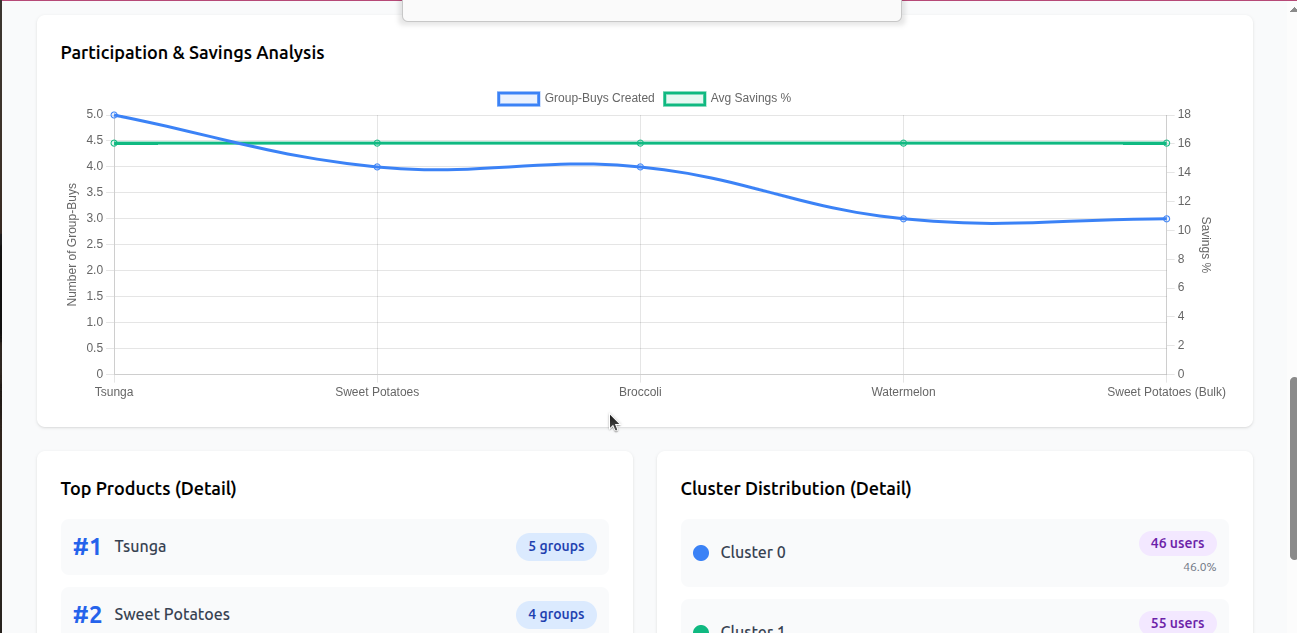 Participation & Savings Analysis
Group-Buys Created Avg Savings %
5.0
4.5
4.0
3.5
3.0
2.5
2.0
1.5
1.0
0.5
0
Number of Group-Buys
18
16
14
12
10
8
6
4
2
0
Savings %
Tsunga Sweet Potatoes Broccoli Watermelon Sweet Potatoes (Bulk)
Top Products (Detail)
#1 Tsunga 5 groups
#2 Sweet Potatoes 4 groups
Cluster Distribution (Detail)
Cluster 0 46 users
46.0%
Cluster 1 55 users